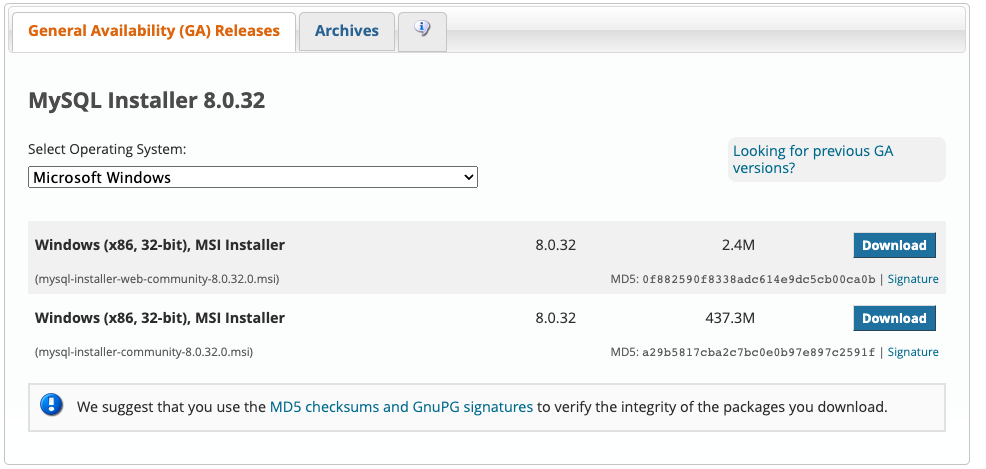 General Availability (GA) Releases
Archives
MySQL Installer 8.0.32
Select Operating System:
Looking for previous GA
versions?
Microsoft Windows
Windows (x86, 32-bit), MSI Installer 8.0.32 2.4M Download
(mysql-installer-web-community-8.0.32.0.msi) MD5: 0f882590f8338adc614e9dc5cb00ca0b | Signature
Windows (x86, 32-bit), MSI Installer 8.0.32 437.3M Download
(mysql-installer-community-8.0.32.0.msi) MD5: a29b5817cba2c7bc0e0b97e897c2591f | Signature
We suggest that you use the MD5 checksums and GnuPG signatures to verify the integrity of the packages you download.